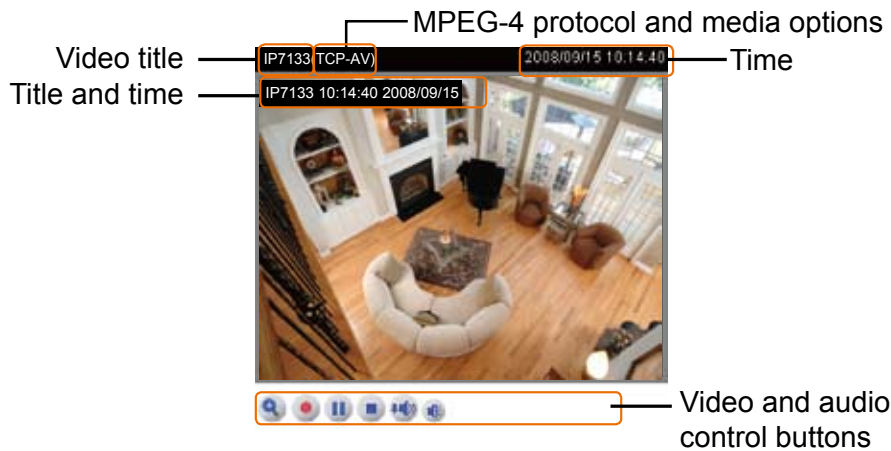 MPEG-4 protocol and media options
Video title
IP7133(TCP-AV)
2008/09/15 10:14:40
Time
Title and time
IP7133 10:14:40 2008/09/15
Video and audio
control buttons